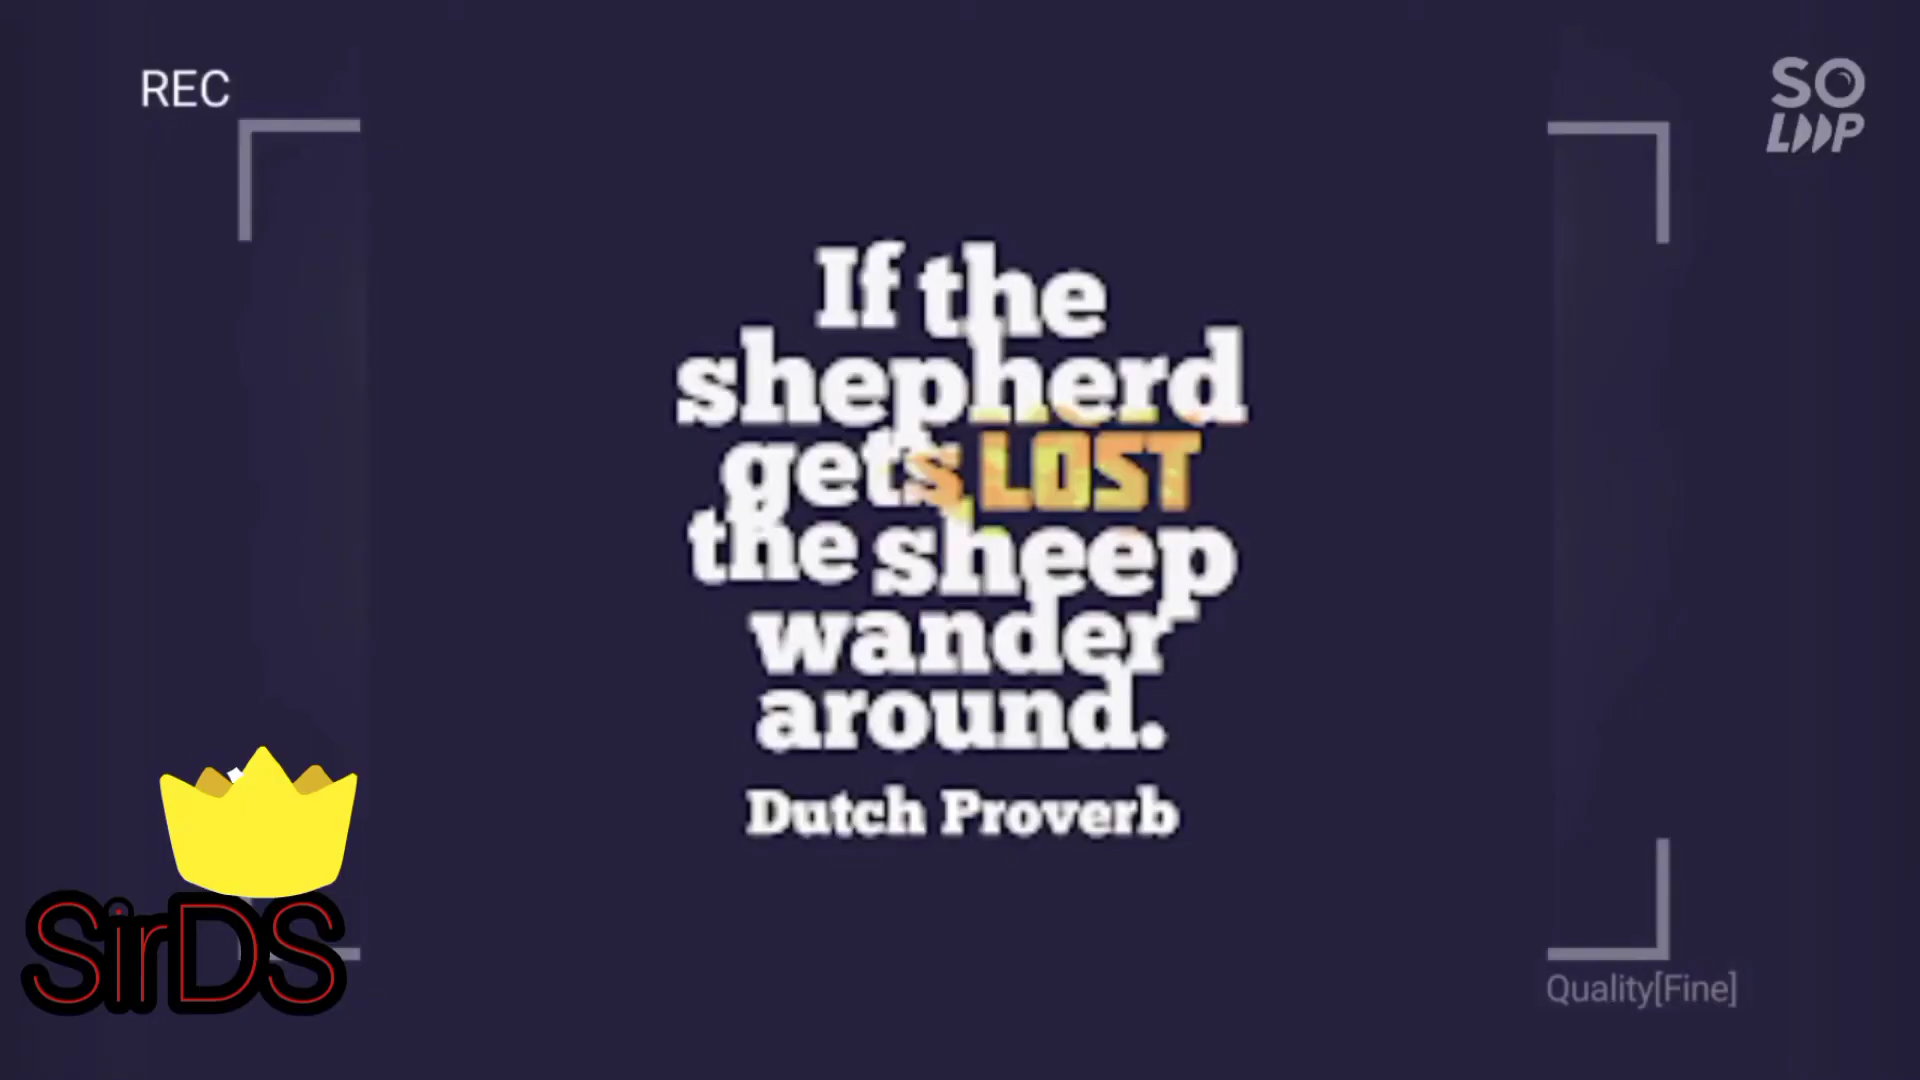 REC
SO
LOOP
If the
shepherd
gets LOST
the sheep
wander
around.
Dutch Proverb
SirDS
Quality[Fine]